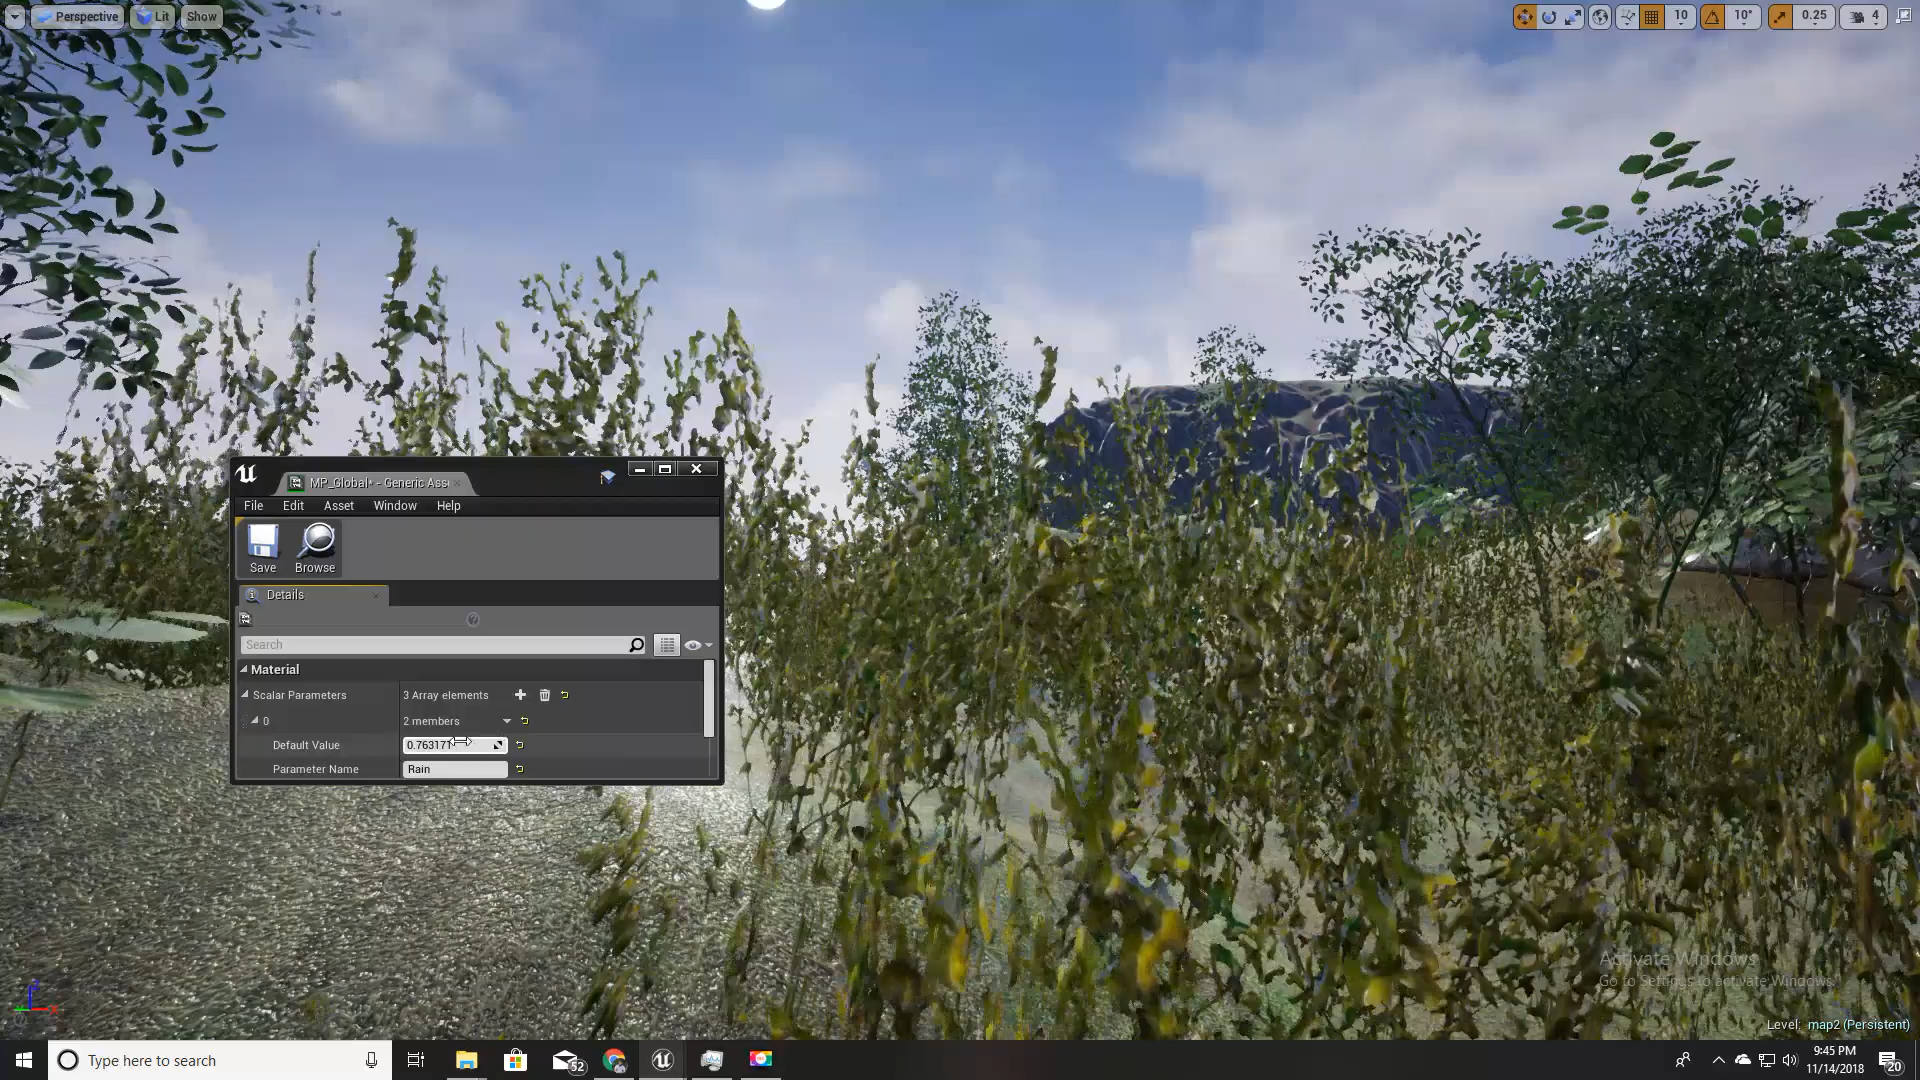 Perspective Lit Show
10 10° 0.25 4
MP_Global* - Generic Ass
File Edit Asset Window Help
Save Browse
Details
Search
Material
Scalar Parameters 3 Array elements
0 2 members
Default Value 0.763171
Parameter Name Rain
Activate Windows
Go to Settings to activate Windows.
Level: map2 (Persistent)
Type here to search
52
9:45 PM
11/14/2018
20